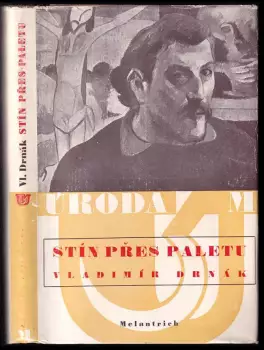 Vl. Drnák STÍN PŘES PALETU
ÚRODA M
STÍN PŘES PALETU
VLADIMÍR DRNÁK
Melantrich